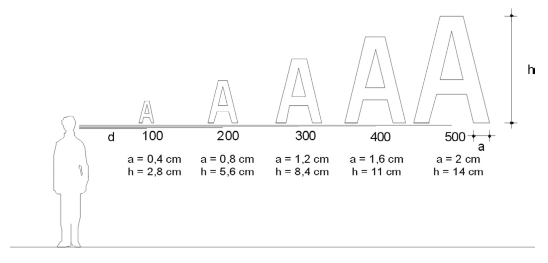 A A A A A
h
d 100 200 300 400 500
a
a = 0,4 cm a = 0,8 cm a = 1,2 cm a = 1,6 cm a = 2 cm
h = 2,8 cm h = 5,6 cm h = 8,4 cm h = 11 cm h = 14 cm